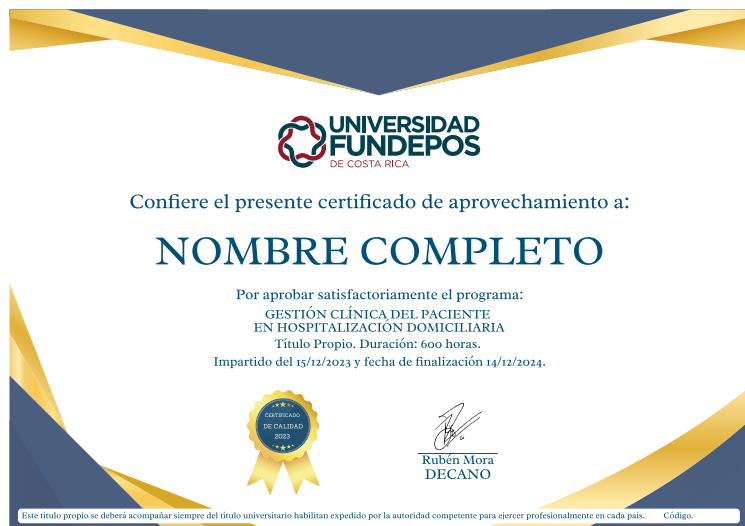 UNIVERSIDAD
FUNDEPOS
DE COSTA RICA
Confiere el presente certificado de aprovechamiento a:
NOMBRE COMPLETO
Por aprobar satisfactoriamente el programa:
GESTIÓN CLÍNICA DEL PACIENTE
EN HOSPITALIZACIÓN DOMICILIARIA
Título Propio. Duración: 600 horas.
Impartido del 15/12/2023 y fecha de finalización 14/12/2024.
CERTIFICADO
DE CALIDAD
2023
Rubén Mora
DECANO
Este título propio se deberá acompañar siempre del título universitario habilitan expedido por la autoridad competente para ejercer profesionalmente en cada país. Código.